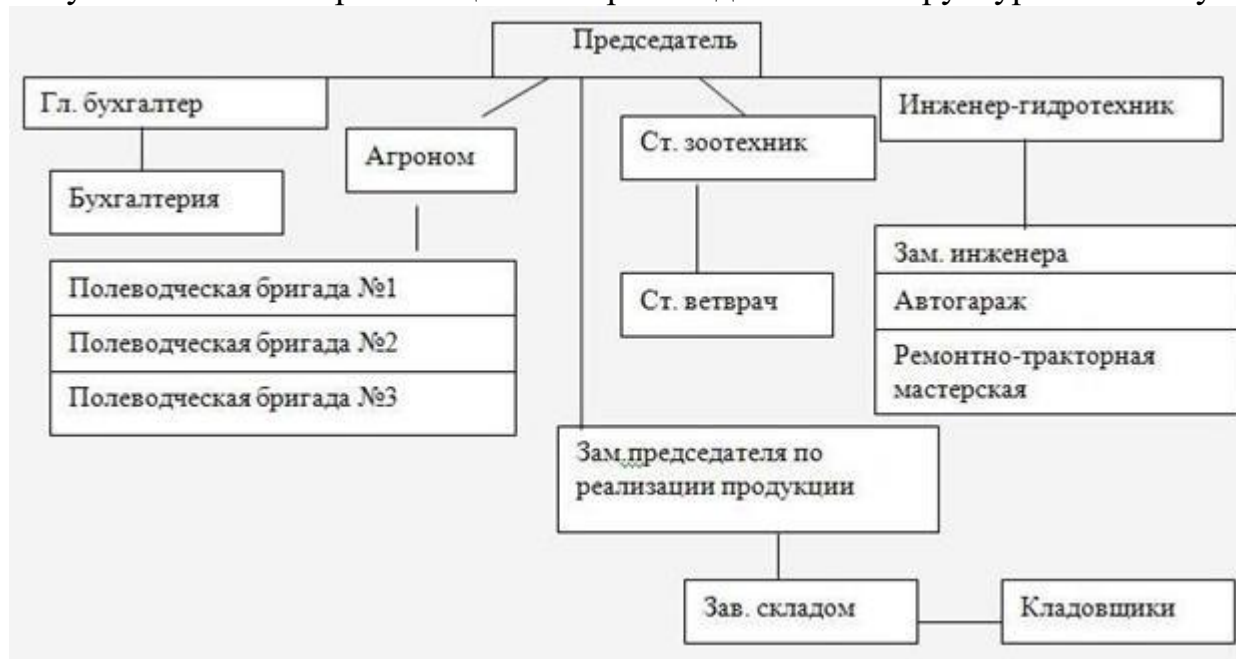 Председатель
Гл. бухгалтер
Инженер-гидротехник
Агроном
Ст. зоотехник
Бухгалтерия
Зам. инженера
Полеводческая бригада №1
Ст. ветврач
Автогараж
Полеводческая бригада №2
Ремонтно-тракторная
мастерская
Полеводческая бригада №3
Зам.председателя по
реализации продукции
Зав. складом
Кладовщики